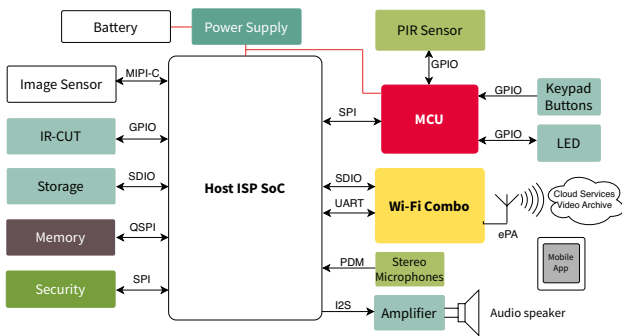 Battery
Power Supply
PIR Sensor
GPIO
Image Sensor
MIPI-C
IR-CUT
GPIO
Storage
SDIO
Memory
QSPI
Security
SPI
Host ISP SoC
SPI
MCU
GPIO
Keypad
Buttons
GPIO
LED
SDIO
UART
Wi-Fi Combo
ePA
Cloud Services
Video Archive
Mobile
App
PDM
Stereo
Microphones
I2S
Amplifier
Audio speaker